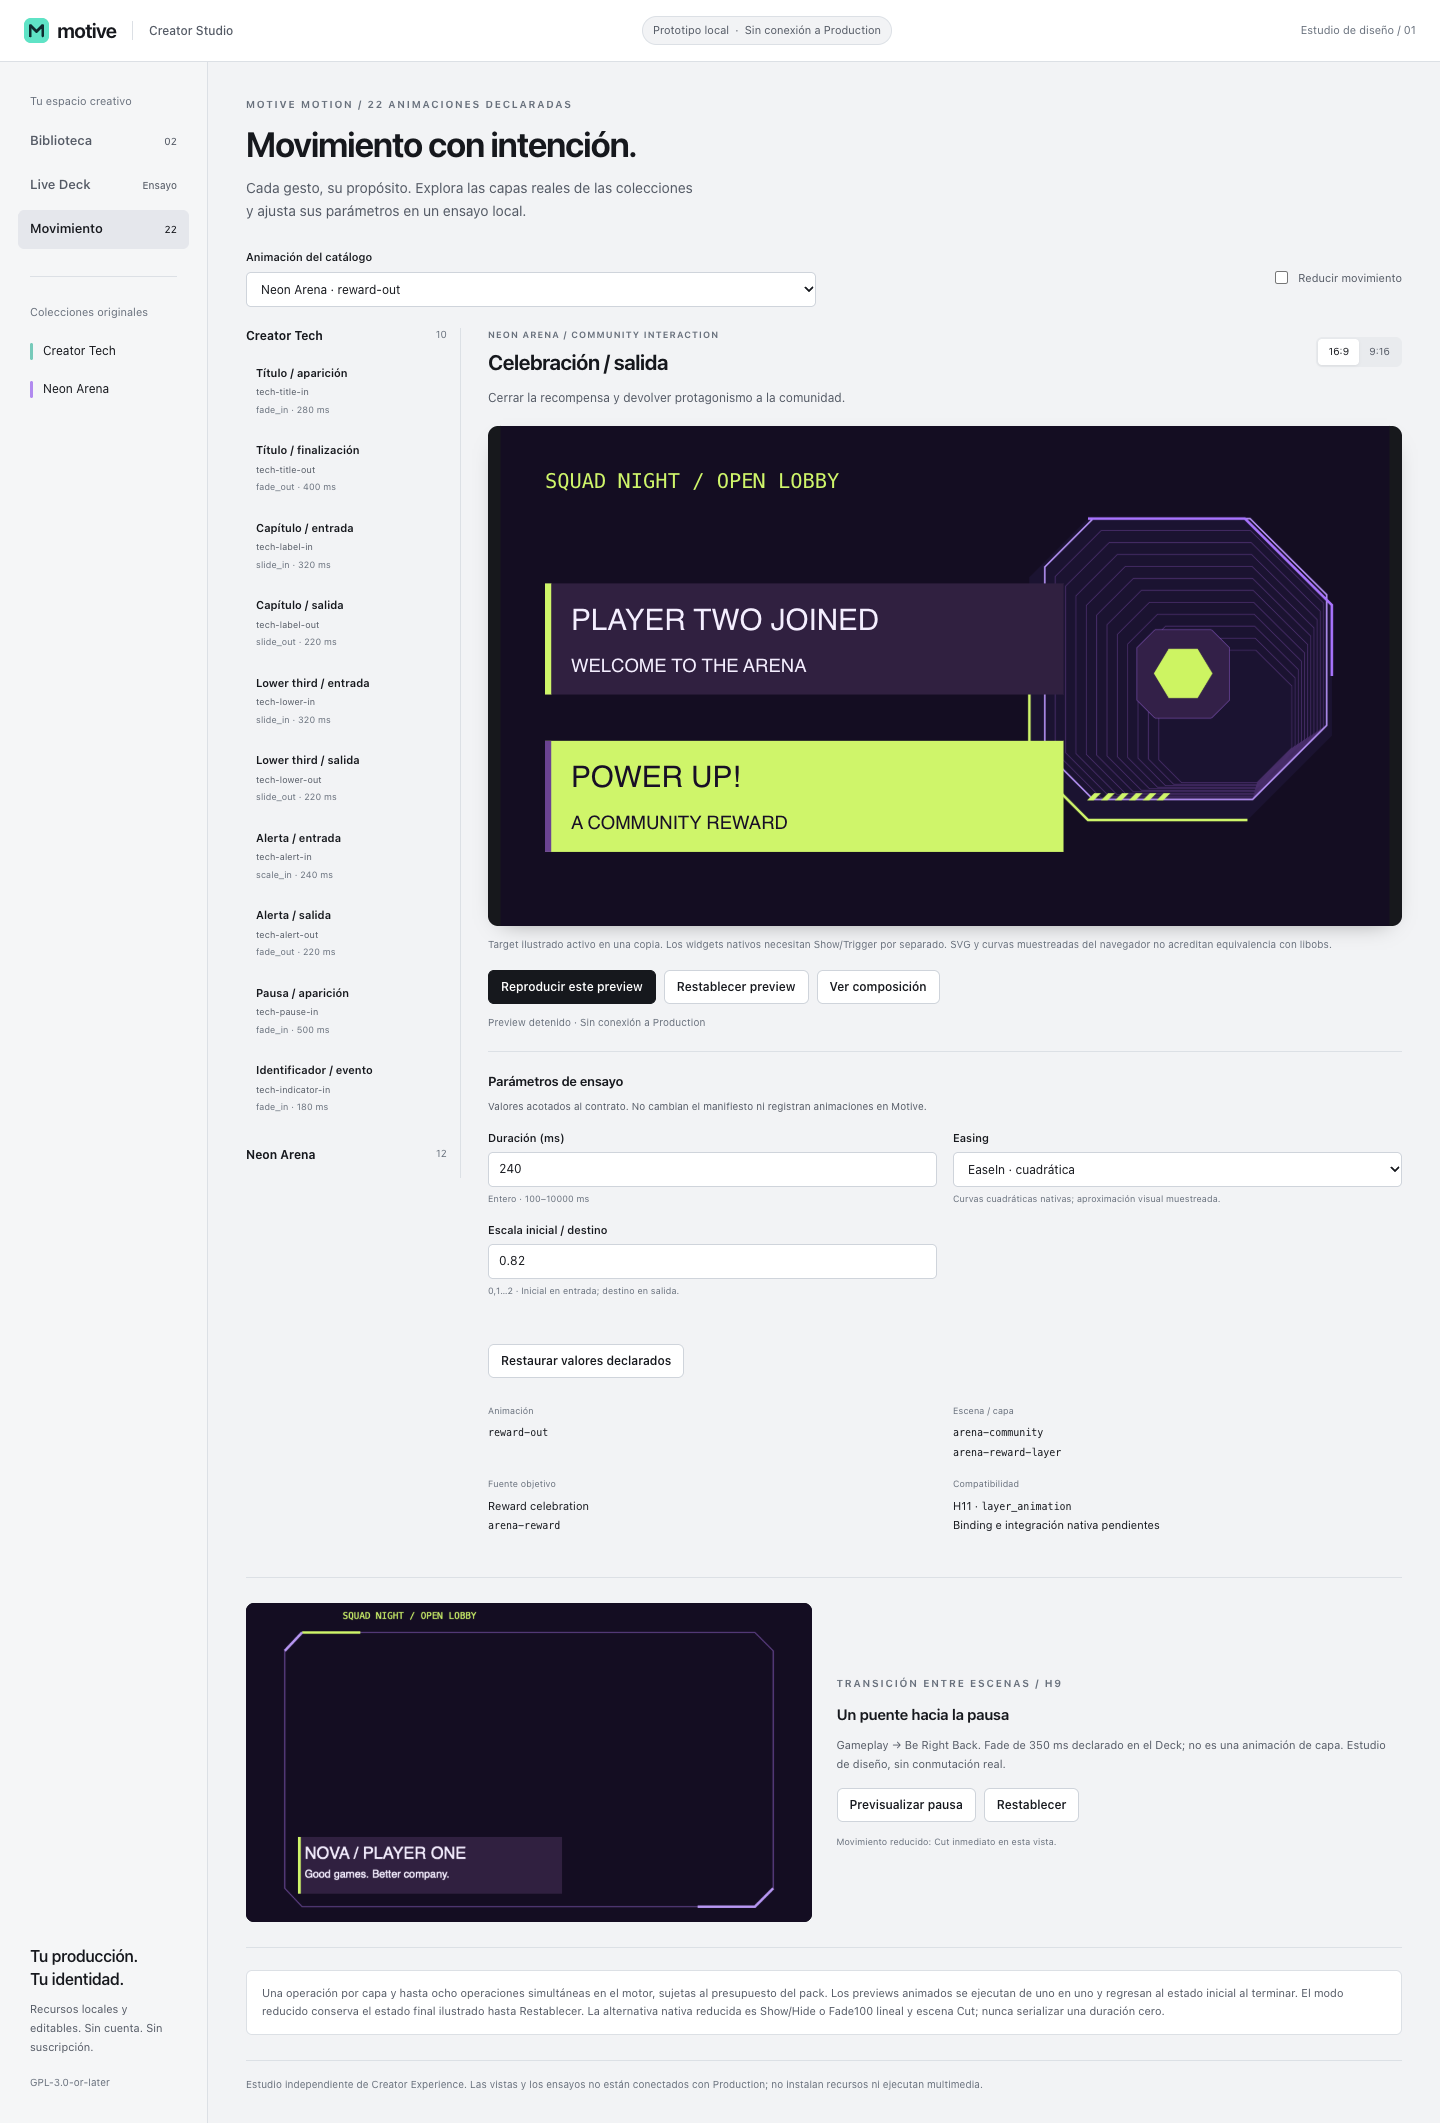 motive
Creator Studio
Prototipo local · Sin conexión a Production
Estudio de diseño / 01
Tu espacio creativo
Biblioteca 02
Live Deck Ensayo
Movimiento 22
Colecciones originales
Creator Tech
Neon Arena
Tu producción.
Tu identidad.
Recursos locales y
editables. Sin cuenta. Sin
suscripción.
GPL-3.0-or-later
MOTIVE MOTION / 22 ANIMACIONES DECLARADAS
Movimiento con intención.
Cada gesto, su propósito. Explora las capas reales de las colecciones
y ajusta sus parámetros en un ensayo local.
Animación del catálogo
Neon Arena · reward-out
Reducir movimiento
Creator Tech 10
Título / aparición
tech-title-in
fade_in · 280 ms
Título / finalización
tech-title-out
fade_out · 400 ms
Capítulo / entrada
tech-label-in
slide_in · 320 ms
Capítulo / salida
tech-label-out
slide_out · 220 ms
Lower third / entrada
tech-lower-in
slide_in · 320 ms
Lower third / salida
tech-lower-out
slide_out · 220 ms
Alerta / entrada
tech-alert-in
scale_in · 240 ms
Alerta / salida
tech-alert-out
fade_out · 220 ms
Pausa / aparición
tech-pause-in
fade_in · 500 ms
Identificador / evento
tech-indicator-in
fade_in · 180 ms
Neon Arena 12
NEON ARENA / COMMUNITY INTERACTION
Celebración / salida
16:9 9:16
Cerrar la recompensa y devolver protagonismo a la comunidad.
SQUAD NIGHT / OPEN LOBBY
PLAYER TWO JOINED
WELCOME TO THE ARENA
POWER UP!
A COMMUNITY REWARD
Target ilustrado activo en una copia. Los widgets nativos necesitan Show/Trigger por separado. SVG y curvas muestreadas del navegador no acreditan equivalencia con libobs.
Reproducir este preview
Restablecer preview
Ver composición
Preview detenido · Sin conexión a Production
Parámetros de ensayo
Valores acotados al contrato. No cambian el manifiesto ni registran animaciones en Motive.
Duración (ms)
240
Entero · 100–10000 ms
Easing
EaseIn · cuadrática
Curvas cuadráticas nativas; aproximación visual muestreada.
Escala inicial / destino
0.82
0,1…2 · Inicial en entrada; destino en salida.
Restaurar valores declarados
Animación
reward-out
Escena / capa
arena-community
arena-reward-layer
Fuente objetivo
Reward celebration
arena-reward
Compatibilidad
H11 · layer_animation
Binding e integración nativa pendientes
SQUAD NIGHT / OPEN LOBBY
NOVA / PLAYER ONE
Good games. Better company.
TRANSICIÓN ENTRE ESCENAS / H9
Un puente hacia la pausa
Gameplay → Be Right Back. Fade de 350 ms declarado en el Deck; no es una animación de capa. Estudio
de diseño, sin conmutación real.
Previsualizar pausa
Restablecer
Movimiento reducido: Cut inmediato en esta vista.
Una operación por capa y hasta ocho operaciones simultáneas en el motor, sujetas al presupuesto del pack. Los previews animados se ejecutan de uno en uno y regresan al estado inicial al terminar. El modo
reducido conserva el estado final ilustrado hasta Restablecer. La alternativa nativa reducida es Show/Hide o Fade100 lineal y escena Cut; nunca serializar una duración cero.
Estudio independiente de Creator Experience. Las vistas y los ensayos no están conectados con Production; no instalan recursos ni ejecutan multimedia.